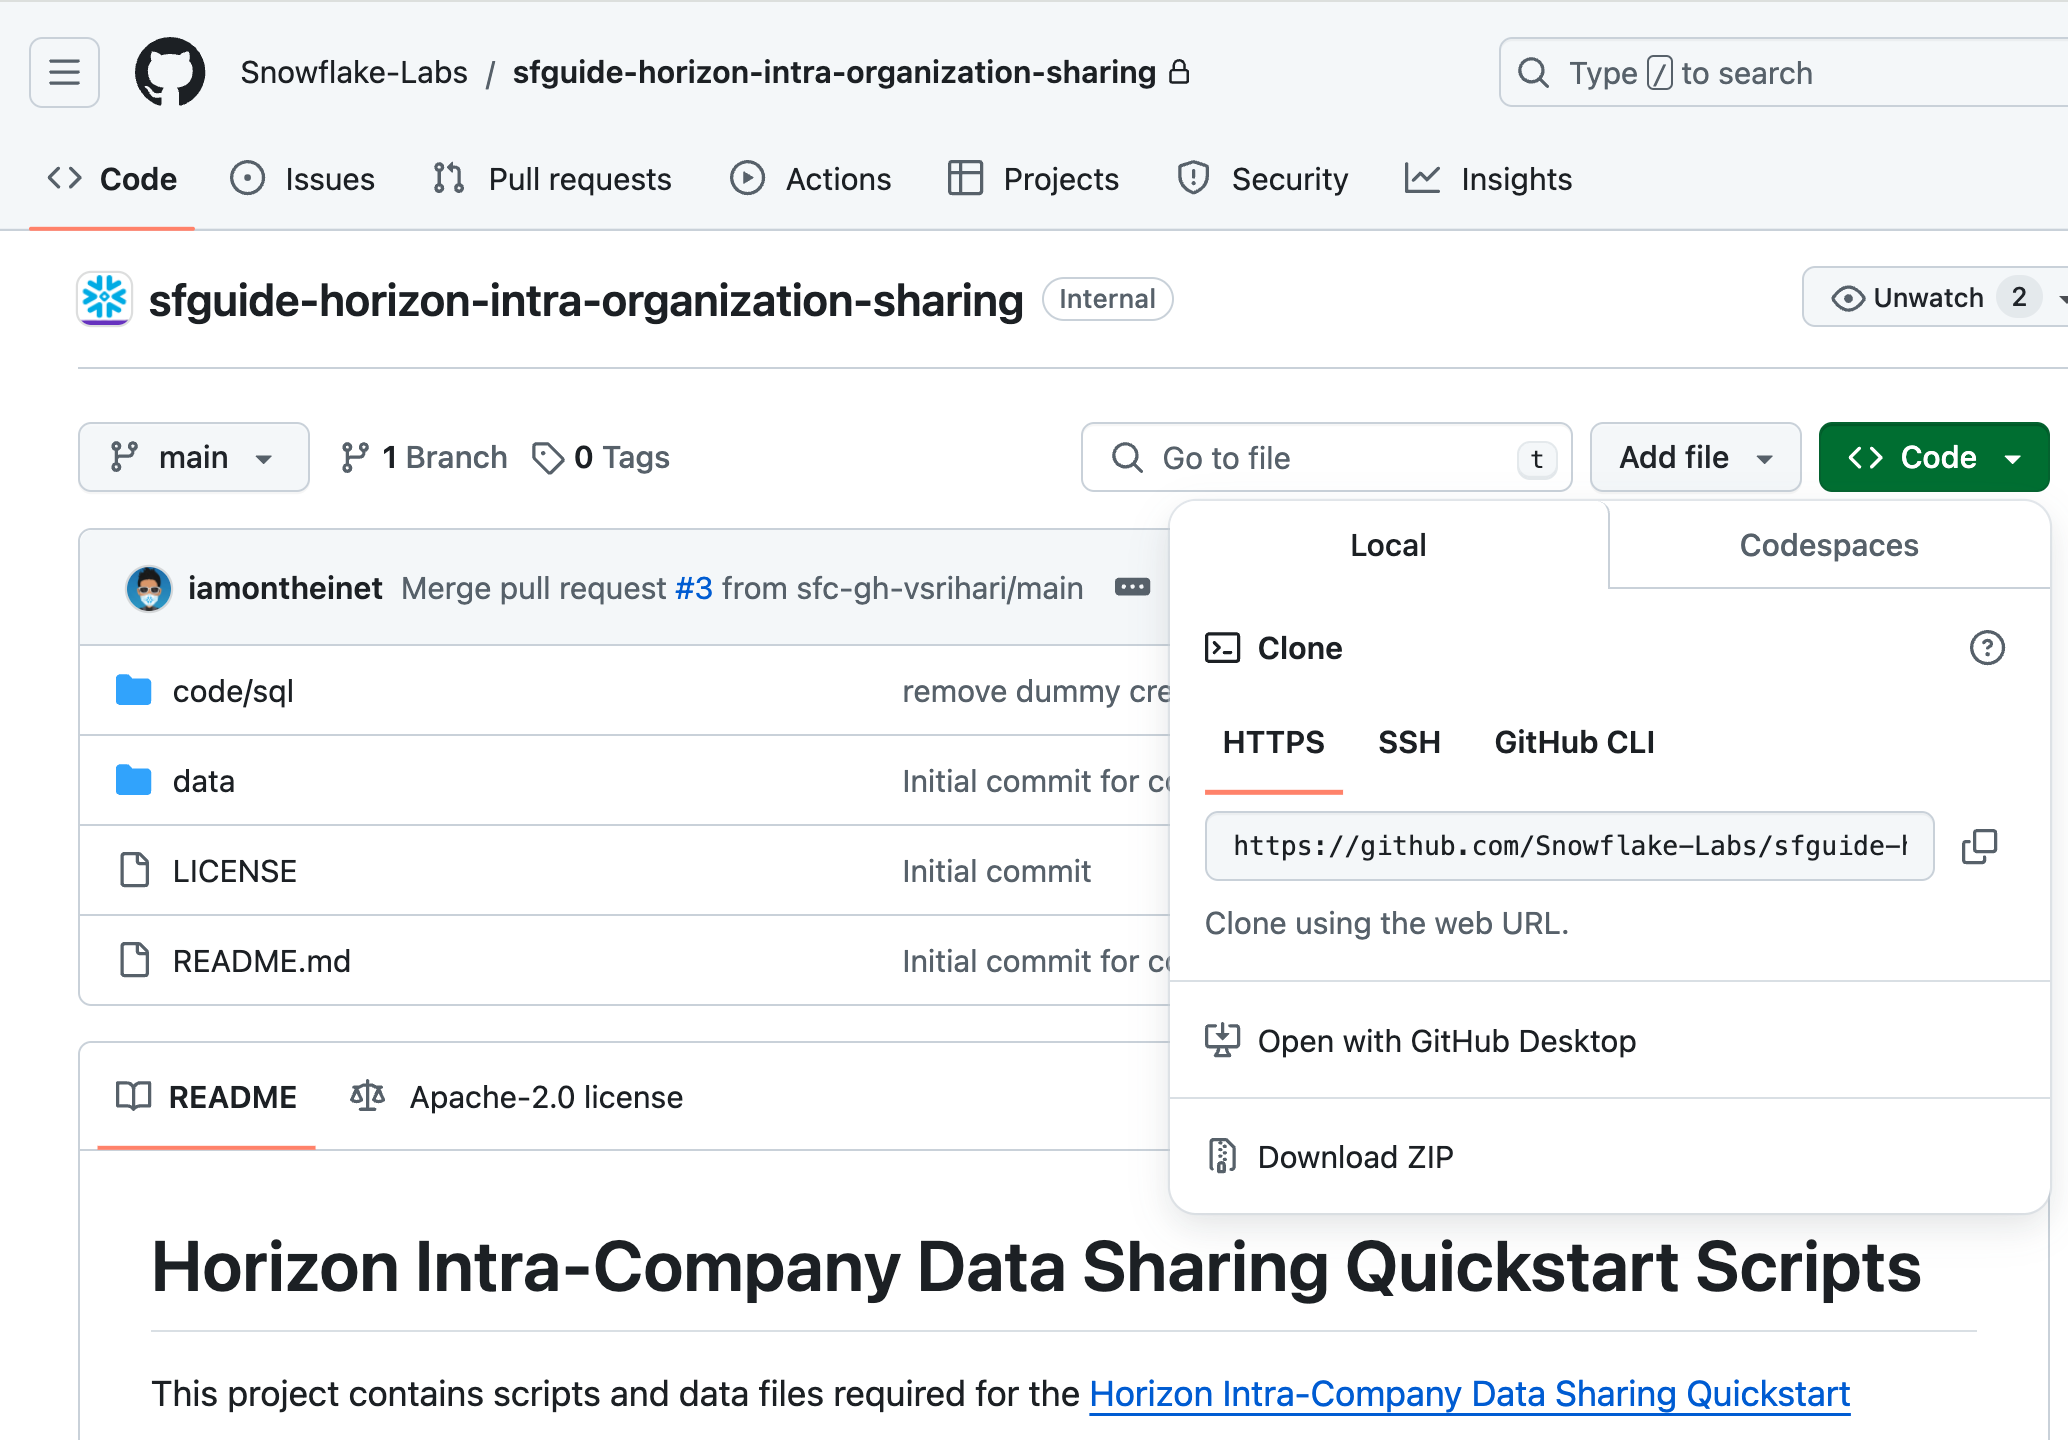 Snowflake-Labs / sfguide-horizon-intra-organization-sharing
Type / to search
Code Issues Pull requests Actions Projects Security Insights
sfguide-horizon-intra-organization-sharing Internal
Unwatch 2
main 1 Branch 0 Tags
Go to file t
Add file
Code
iamontheinet Merge pull request #3 from sfc-gh-vsrihari/main
code/sql remove dummy cre
data Initial commit for
LICENSE Initial commit
README.md Initial commit for
Local Codespaces
Clone
HTTPS SSH GitHub CLI
https://github.com/Snowflake-Labs/sfguide-
Clone using the web URL.
Open with GitHub Desktop
Download ZIP
README Apache-2.0 license
Horizon Intra-Company Data Sharing Quickstart Scripts
This project contains scripts and data files required for the Horizon Intra-Company Data Sharing Quickstart